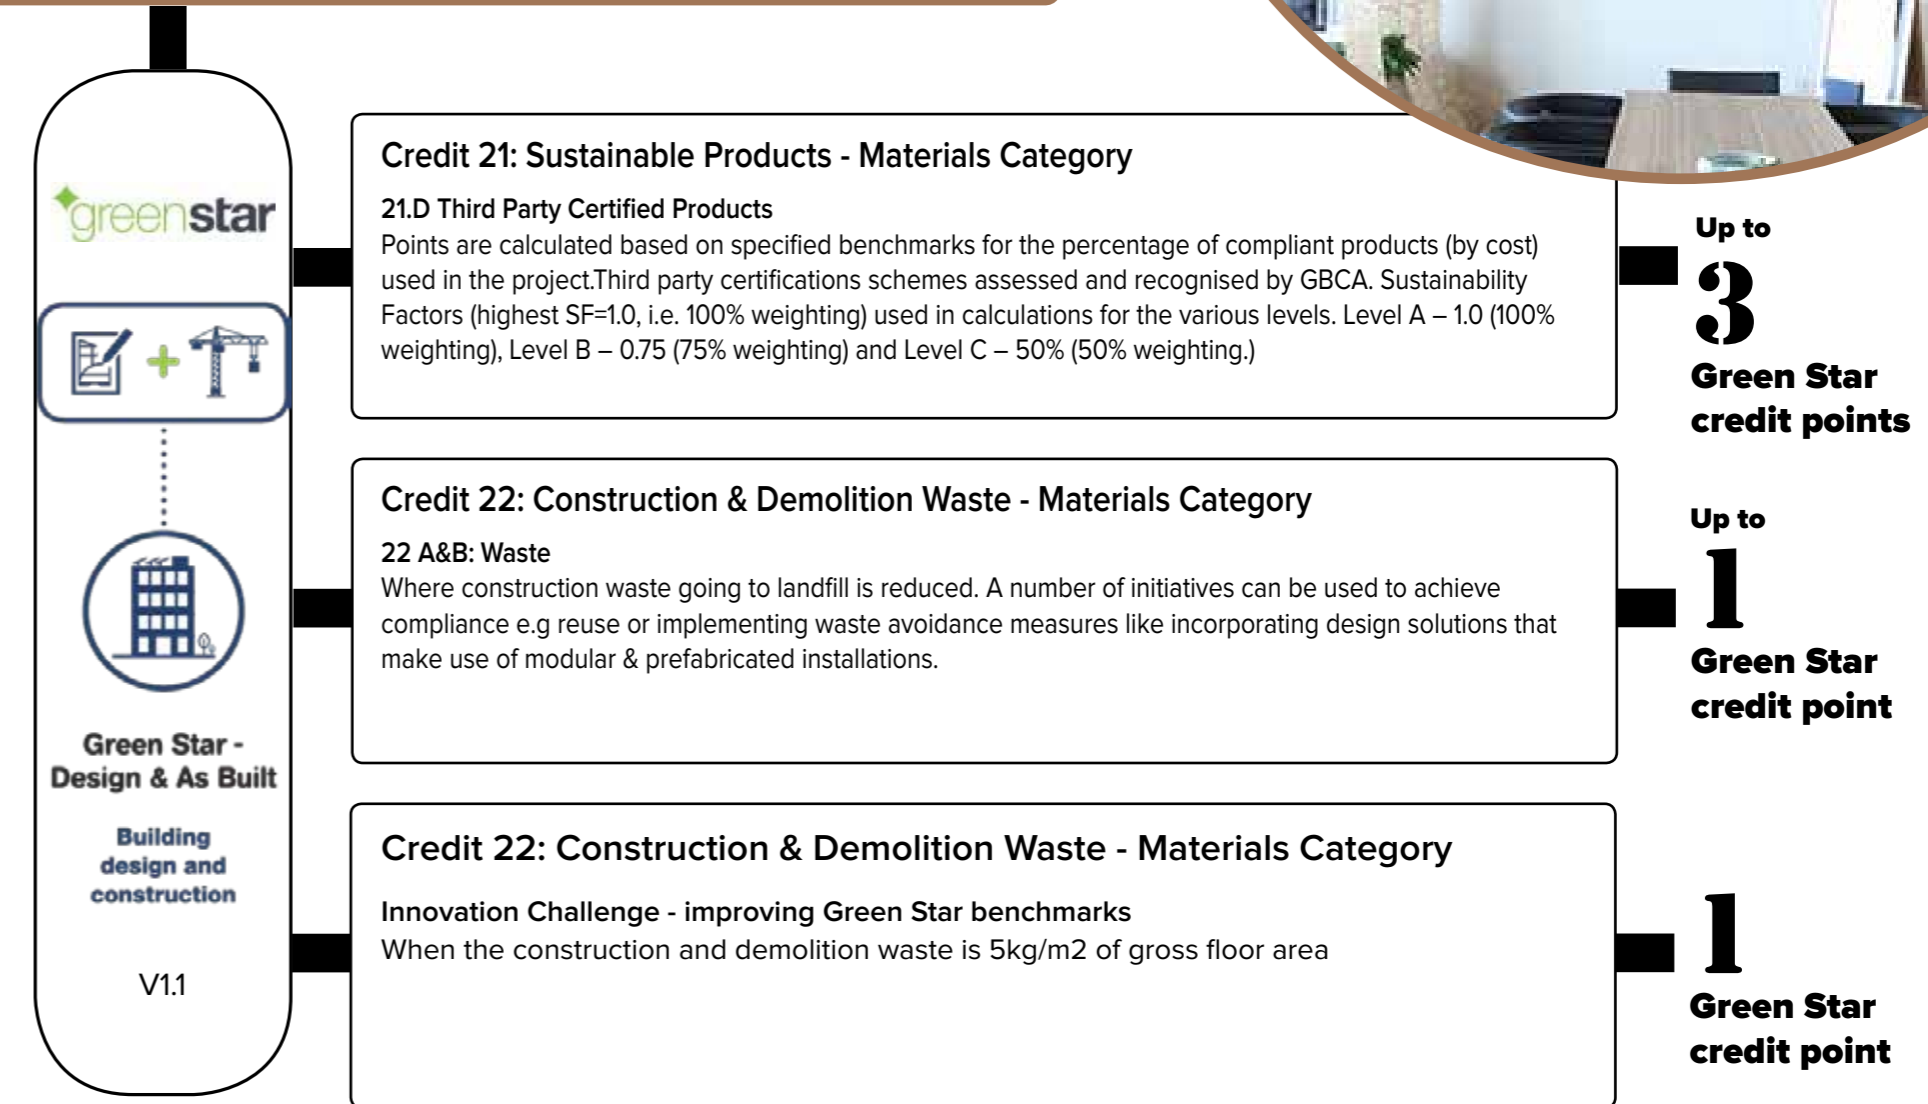 greenstar
Green Star -
Design & As Built
Building
design and
construction
V1.1
Credit 21: Sustainable Products - Materials Category
21.D Third Party Certified Products
Points are calculated based on specified benchmarks for the percentage of compliant products (by cost)
used in the project.Third party certifications schemes assessed and recognised by GBCA. Sustainability
Factors (highest SF=1.0, i.e. 100% weighting) used in calculations for the various levels. Level A – 1.0 (100%
weighting), Level B – 0.75 (75% weighting) and Level C – 50% (50% weighting.)
Up to
3
Green Star
credit points
Credit 22: Construction & Demolition Waste - Materials Category
22 A&B: Waste
Where construction waste going to landfill is reduced. A number of initiatives can be used to achieve
compliance e.g reuse or implementing waste avoidance measures like incorporating design solutions that
make use of modular & prefabricated installations.
Up to
1
Green Star
credit point
Credit 22: Construction & Demolition Waste - Materials Category
Innovation Challenge - improving Green Star benchmarks
When the construction and demolition waste is 5kg/m2 of gross floor area
1
Green Star
credit point